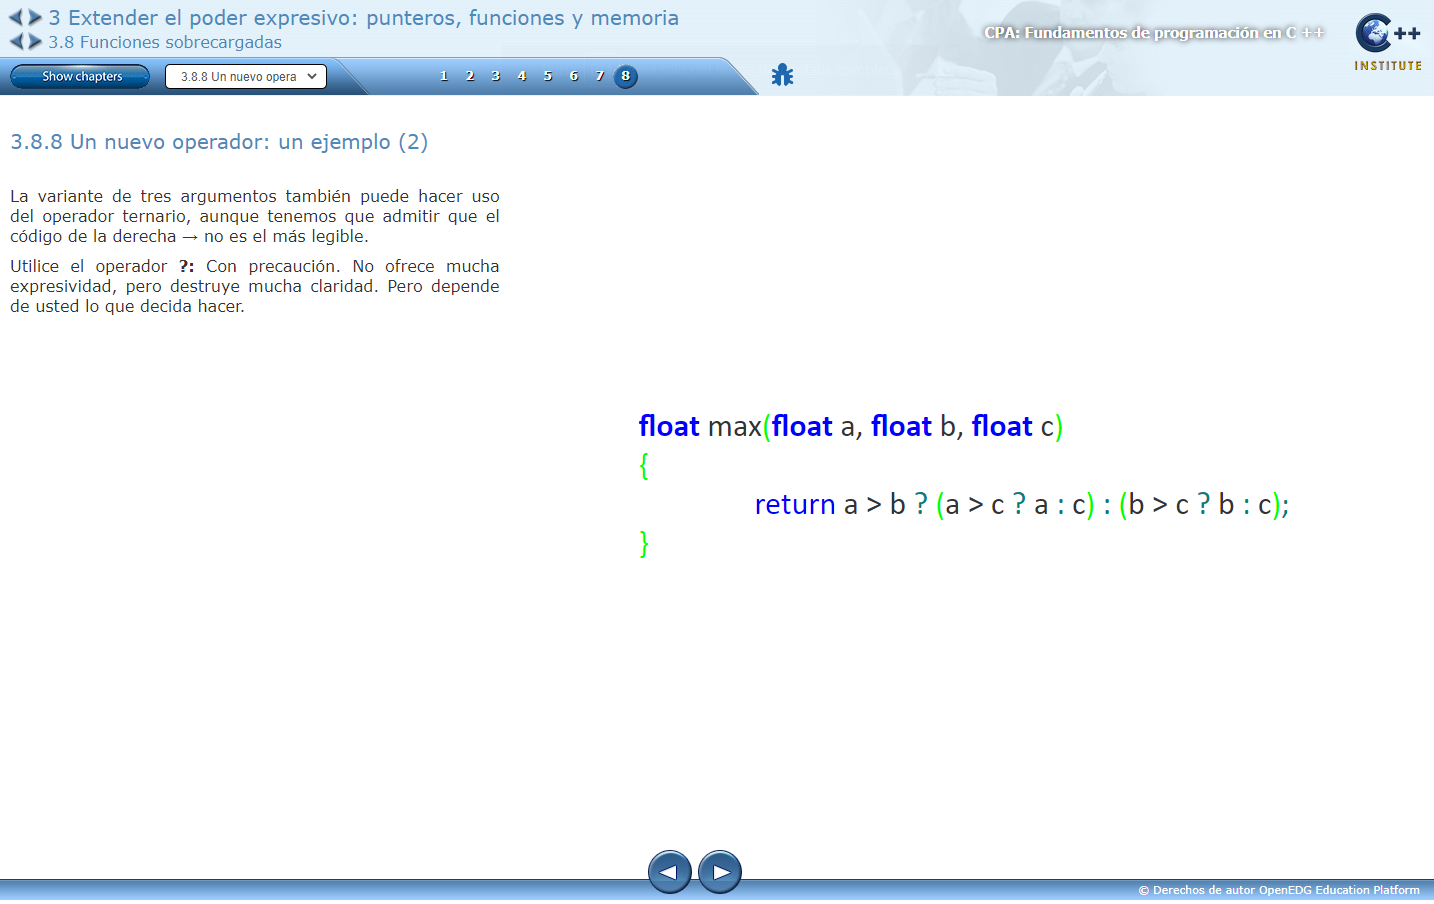 3 Extender el poder expresivo: punteros, funciones y memoria
3.8 Funciones sobrecargadas
CPA: Fundamentos de programación en C ++
C++
INSTITUTE
Show chapters
3.8.8 Un nuevo opera
1 2 3 4 5 6 7 8
3.8.8 Un nuevo operador: un ejemplo (2)
La variante de tres argumentos también puede hacer uso
del operador ternario, aunque tenemos que admitir que el
código de la derecha → no es el más legible.
Utilice el operador ?: Con precaución. No ofrece mucha
expresividad, pero destruye mucha claridad. Pero depende
de usted lo que decida hacer.
float max(float a, float b, float c)
{
return a > b ? (a > c ? a : c) : (b > c ? b : c);
}
© Derechos de autor OpenEDG Education Platform